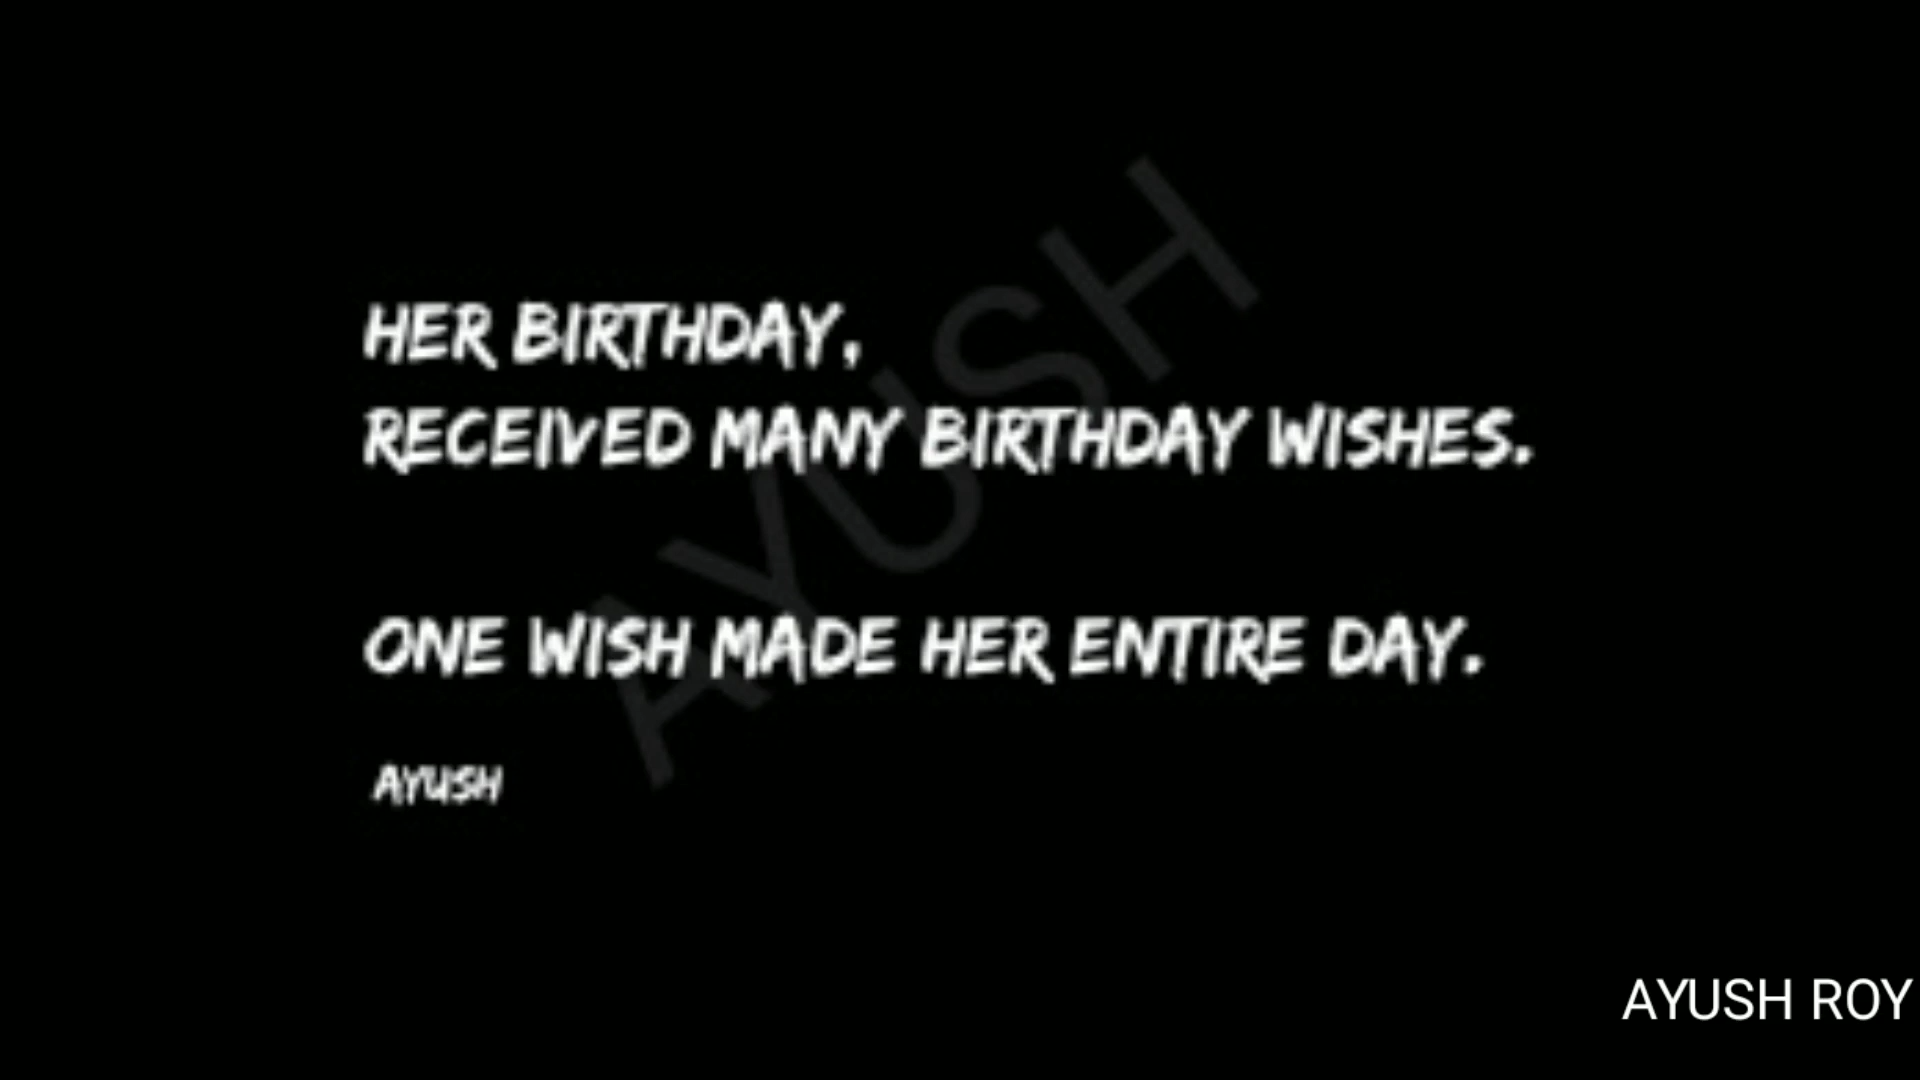 HER BIRTHDAY,
RECEIVED MANY BIRTHDAY WISHES.
ONE WISH MADE HER ENTIRE DAY.
AYUSH
AYUSH
AYUSH ROY